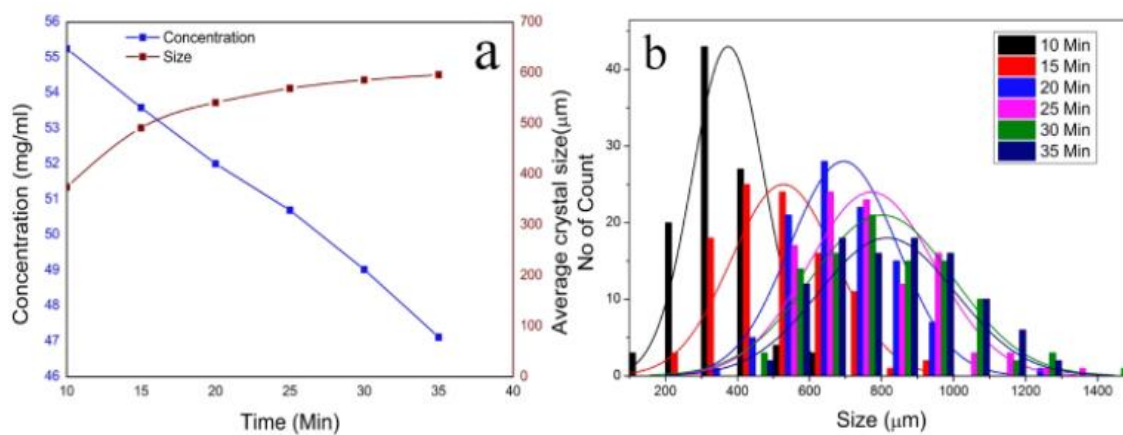 a
Concentration
Size
Concentration (mg/ml)
56
55
54
53
52
51
50
49
48
47
46
10
15
20
25
30
35
40
Time (Min)
700
600
500
400
300
200
100
0
Average crystal size(μm)
b
10 Min
15 Min
20 Min
25 Min
30 Min
35 Min
No of Count
40
30
20
10
0
200
400
600
800
1000
1200
1400
Size (μm)